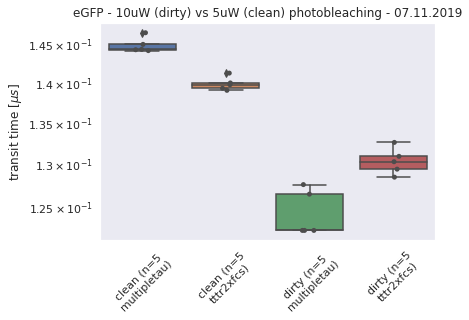 eGFP - 10uW (dirty) vs 5uW (clean) photobleaching - 07.11.2019
transit time [μs]
1.45 × 10⁻¹
1.4 × 10⁻¹
1.35 × 10⁻¹
1.3 × 10⁻¹
1.25 × 10⁻¹
clean (n=5
multipletau)
clean (n=5
tttr2xfcs)
dirty (n=5
multipletau)
dirty (n=5
tttr2xfcs)